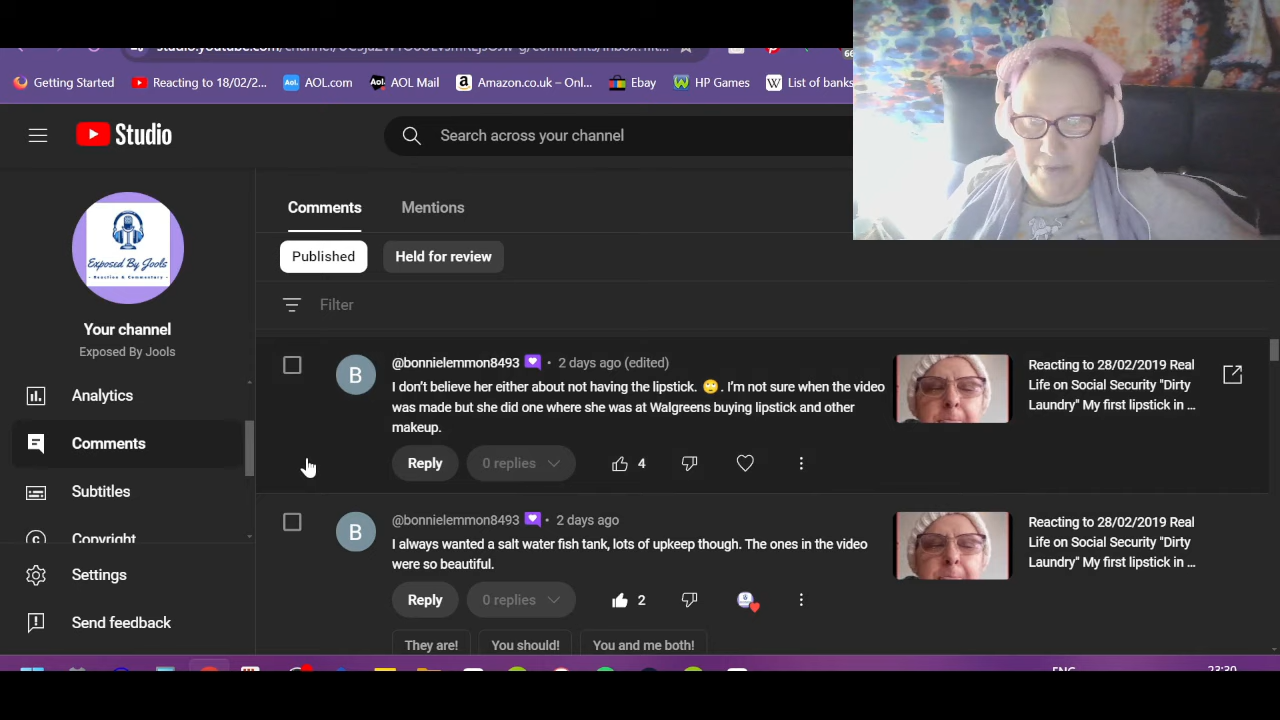 Getting Started
Reacting to 18/02/2...
Aol.
AOL.com
Aol.
AOL Mail
Amazon.co.uk – Onl...
Ebay
HP Games
W List of banks
66
Studio
Search across your channel
Exposed By Jools
Reaction & Commentary
Your channel
Exposed By Jools
Analytics
Comments
Subtitles
Copyright
Settings
Send feedback
Comments Mentions
Published Held for review
Filter
B
@bonnielemmon8493 • 2 days ago (edited)
I don't believe her either about not having the lipstick. 🙄. I'm not sure when the video
was made but she did one where she was at Walgreens buying lipstick and other
makeup.
Reply 0 replies 4
Reacting to 28/02/2019 Real
Life on Social Security "Dirty
Laundry" My first lipstick in ...
B
@bonnielemmon8493 • 2 days ago
I always wanted a salt water fish tank, lots of upkeep though. The ones in the video
were so beautiful.
Reply 0 replies 2
They are! You should! You and me both!
Reacting to 28/02/2019 Real
Life on Social Security "Dirty
Laundry" My first lipstick in ...
ENG
23:30